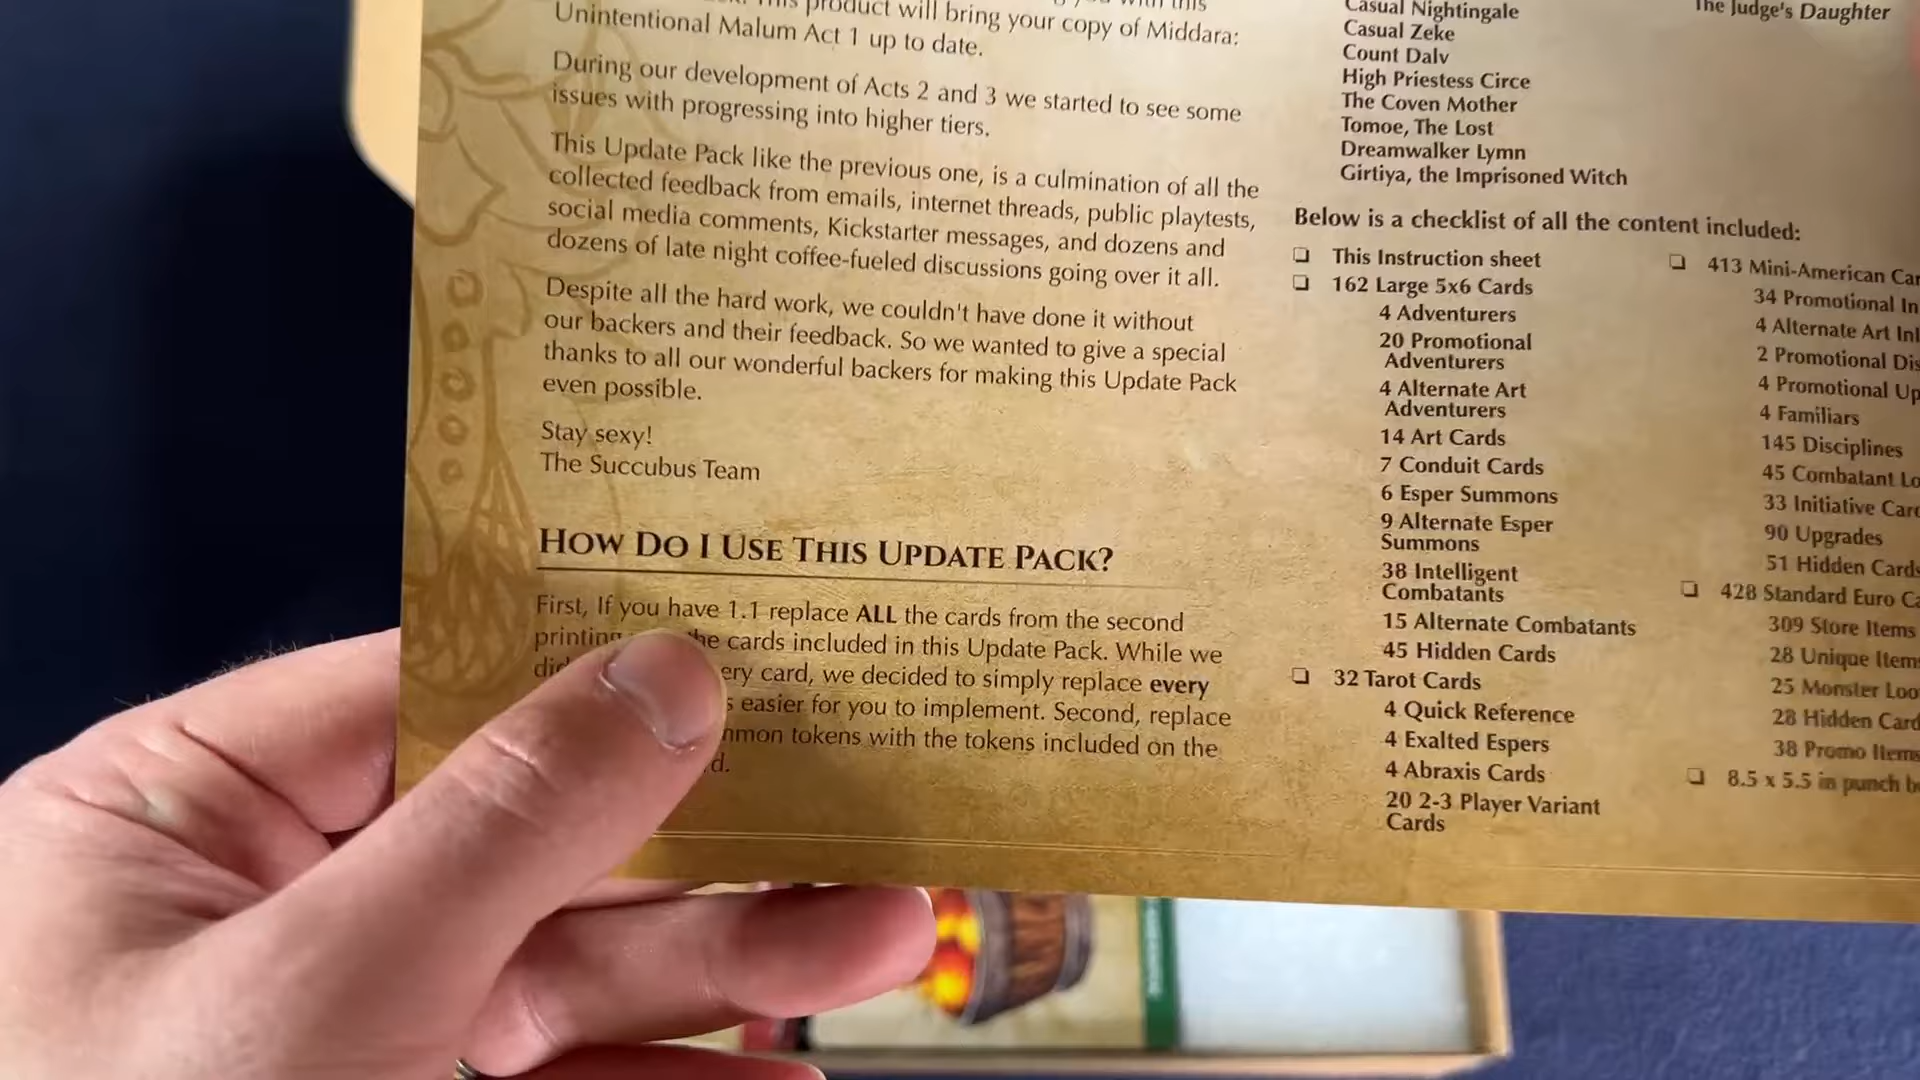 product will bring your copy of Middara:
Unintentional Malum Act 1 up to date.
During our development of Acts 2 and 3 we started to see some
issues with progressing into higher tiers.
This Update Pack like the previous one, is a culmination of all the
collected feedback from emails, internet threads, public playtests,
social media comments, Kickstarter messages, and dozens and
dozens of late night coffee-fueled discussions going over it all.
Despite all the hard work, we couldn't have done it without
our backers and their feedback. So we wanted to give a special
thanks to all our wonderful backers for making this Update Pack
even possible.
Stay sexy!
The Succubus Team
How Do I Use This Update Pack?
First, If you have 1.1 replace ALL the cards from the second
printing the cards included in this Update Pack. While we
card, we decided to simply replace every
easier for you to implement. Second, replace
tokens with the tokens included on the
Casual Nightingale
Casual Zeke
Count Dalv
High Priestess Circe
The Coven Mother
Tomoe, The Lost
Dreamwalker Lymn
Girtiya, the Imprisoned Witch
The Judge's Daughter
Below is a checklist of all the content included:
❏ This Instruction sheet
❏ 162 Large 5x6 Cards
4 Adventurers
20 Promotional
Adventurers
4 Alternate Art
Adventurers
14 Art Cards
7 Conduit Cards
6 Esper Summons
9 Alternate Esper
Summons
38 Intelligent
Combatants
15 Alternate Combatants
45 Hidden Cards
❏ 32 Tarot Cards
4 Quick Reference
4 Exalted Espers
4 Abraxis Cards
20 2-3 Player Variant
Cards
❏ 413 Mini-American
34 Promotional
4 Alternate Art
2 Promotional
4 Promotional
4 Familiars
145 Disciplines
45 Combatant
33 Initiative
90 Upgrades
51 Hidden Cards
❏ 428 Standard Euro
309 Store Items
28 Unique Items
25 Monster
28 Hidden
38 Promo Items
❏ 8.5 x 5.5 in punch